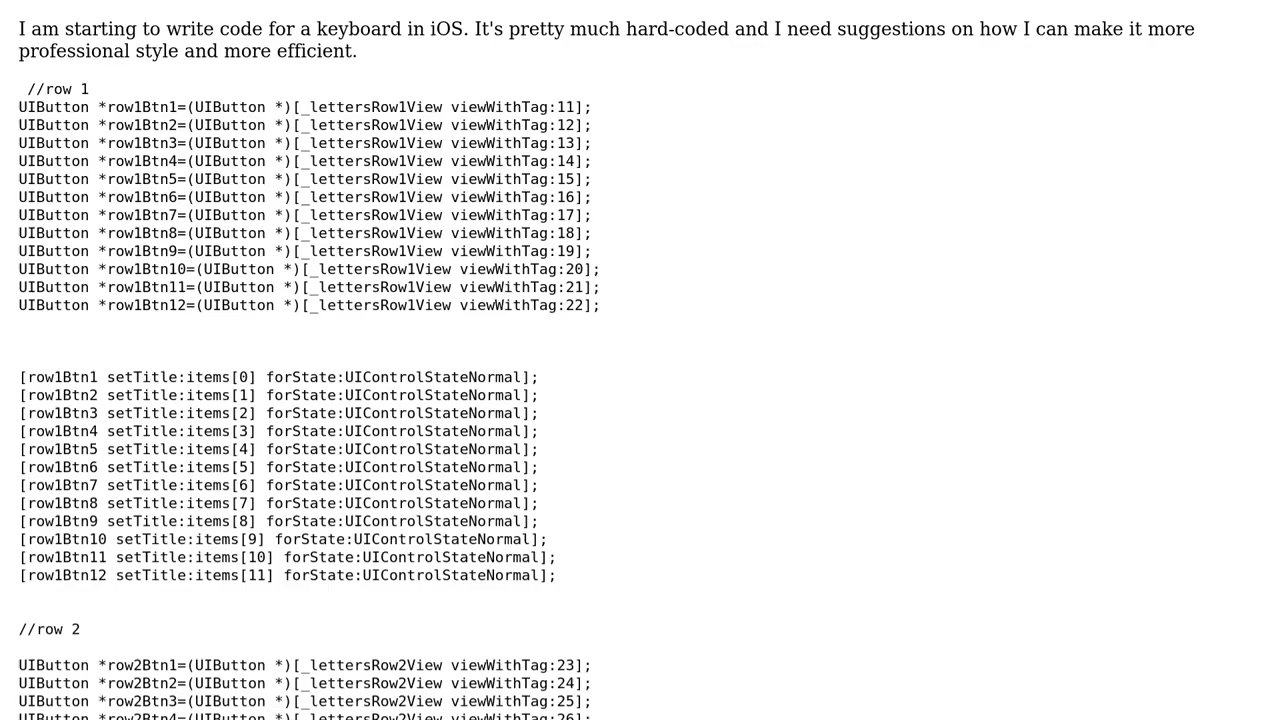 I am starting to write code for a keyboard in iOS. It's pretty much hard-coded and I need suggestions on how I can make it more
professional style and more efficient.
//row 1
UIButton *row1Btn1=(UIButton *)[_lettersRow1View viewWithTag:11];
UIButton *row1Btn2=(UIButton *)[_lettersRow1View viewWithTag:12];
UIButton *row1Btn3=(UIButton *)[_lettersRow1View viewWithTag:13];
UIButton *row1Btn4=(UIButton *)[_lettersRow1View viewWithTag:14];
UIButton *row1Btn5=(UIButton *)[_lettersRow1View viewWithTag:15];
UIButton *row1Btn6=(UIButton *)[_lettersRow1View viewWithTag:16];
UIButton *row1Btn7=(UIButton *)[_lettersRow1View viewWithTag:17];
UIButton *row1Btn8=(UIButton *)[_lettersRow1View viewWithTag:18];
UIButton *row1Btn9=(UIButton *)[_lettersRow1View viewWithTag:19];
UIButton *row1Btn10=(UIButton *)[_lettersRow1View viewWithTag:20];
UIButton *row1Btn11=(UIButton *)[_lettersRow1View viewWithTag:21];
UIButton *row1Btn12=(UIButton *)[_lettersRow1View viewWithTag:22];
[row1Btn1 setTitle:items[0] forState:UIControlStateNormal];
[row1Btn2 setTitle:items[1] forState:UIControlStateNormal];
[row1Btn3 setTitle:items[2] forState:UIControlStateNormal];
[row1Btn4 setTitle:items[3] forState:UIControlStateNormal];
[row1Btn5 setTitle:items[4] forState:UIControlStateNormal];
[row1Btn6 setTitle:items[5] forState:UIControlStateNormal];
[row1Btn7 setTitle:items[6] forState:UIControlStateNormal];
[row1Btn8 setTitle:items[7] forState:UIControlStateNormal];
[row1Btn9 setTitle:items[8] forState:UIControlStateNormal];
[row1Btn10 setTitle:items[9] forState:UIControlStateNormal];
[row1Btn11 setTitle:items[10] forState:UIControlStateNormal];
[row1Btn12 setTitle:items[11] forState:UIControlStateNormal];
//row 2
UIButton *row2Btn1=(UIButton *)[_lettersRow2View viewWithTag:23];
UIButton *row2Btn2=(UIButton *)[_lettersRow2View viewWithTag:24];
UIButton *row2Btn3=(UIButton *)[_lettersRow2View viewWithTag:25];
UIButton *row2Btn4=(UIButton *)[_lettersRow2View viewWithTag:26];